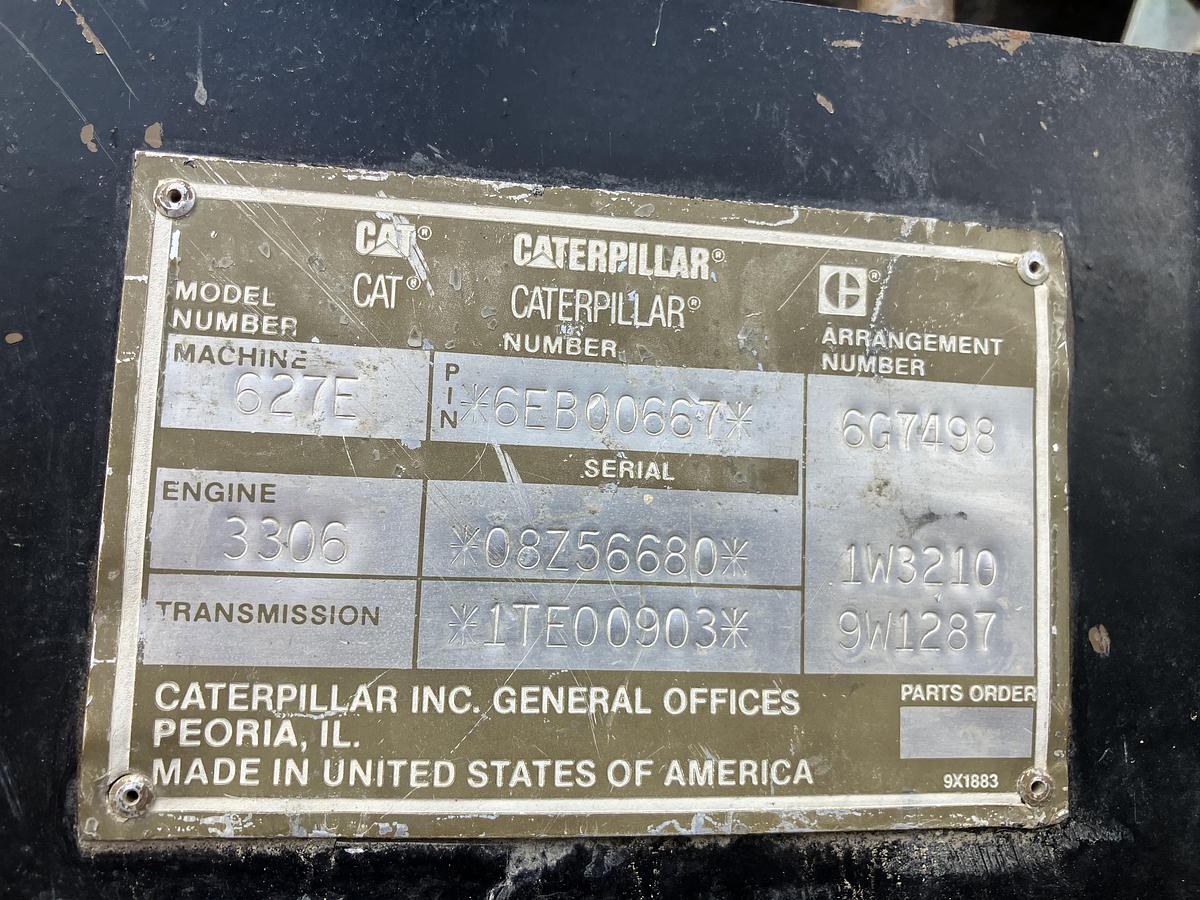 CAT® CATERPILLAR®
CAT® CATERPILLAR® ®
MODEL NUMBER
NUMBER
ARRANGEMENT NUMBER
MACHINE
627E
PIN *6EB00667*
6G7498
SERIAL
ENGINE
3306
*08Z56680*
1W3210
TRANSMISSION
*1TE00903*
9W1287
CATERPILLAR INC. GENERAL OFFICES
PEORIA, IL.
MADE IN UNITED STATES OF AMERICA
PARTS ORDER
9X1883